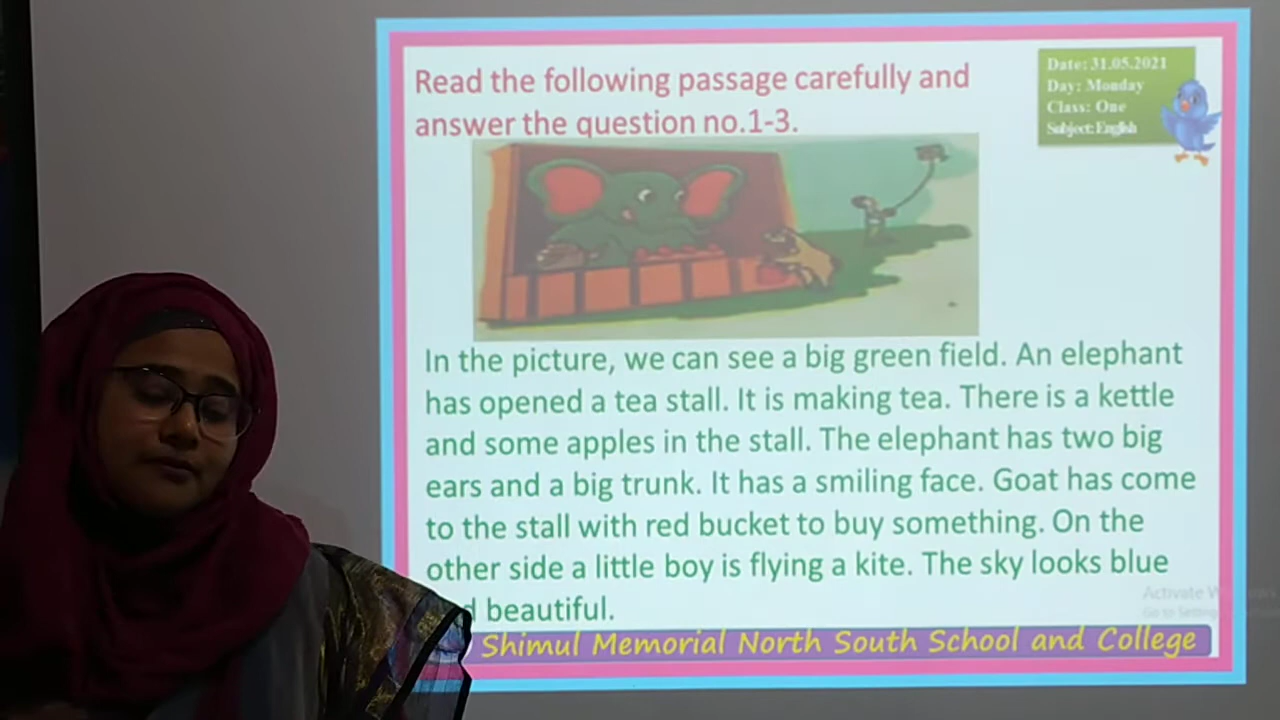 Read the following passage carefully and
answer the question no.1-3.
Date: 31.05.2021
Day: Monday
Class: One
Subject: English
In the picture, we can see a big green field. An elephant
has opened a tea stall. It is making tea. There is a kettle
and some apples in the stall. The elephant has two big
ears and a big trunk. It has a smiling face. Goat has come
to the stall with red bucket to buy something. On the
other side a little boy is flying a kite. The sky looks blue
beautiful.
Activate
Go to
Shimul Memorial North South School and College